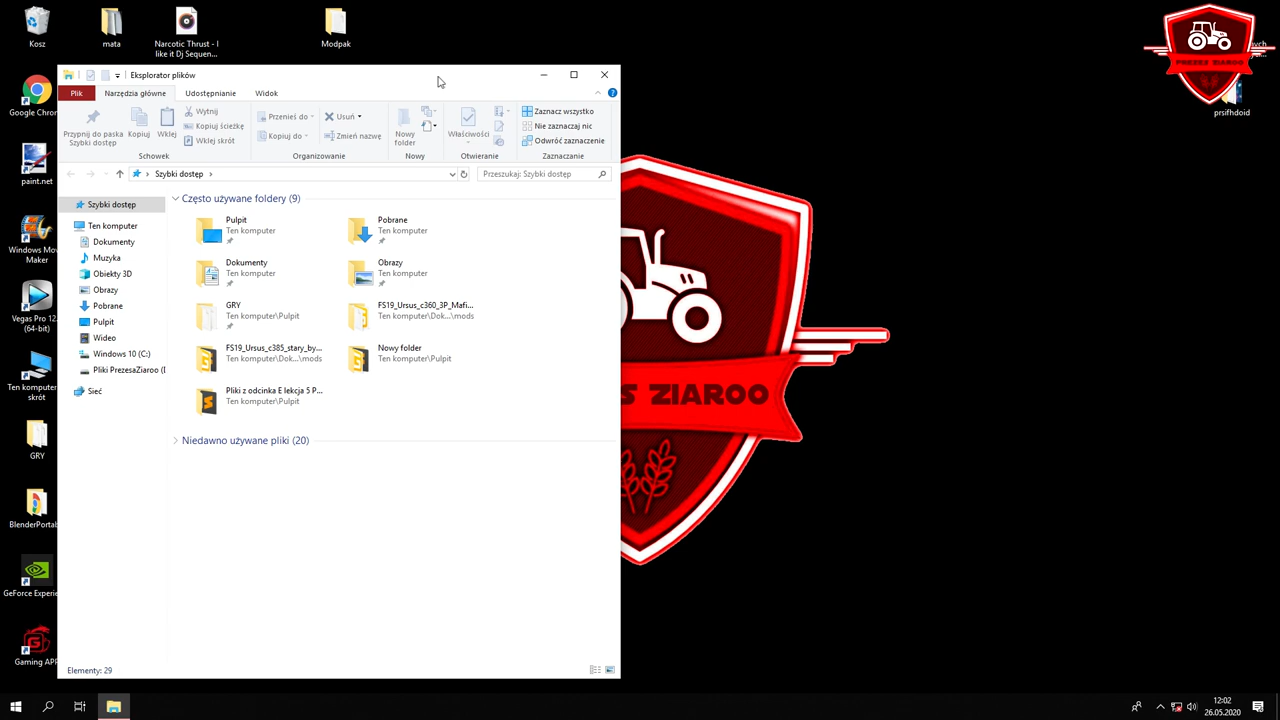 Kosz
mata
Narcotic Thrust - I
like it Dj Sequen...
Modpak
PREZES ZIAROO
prsifhdoid
Eksplorator plików
Plik
Narzędzia główne
Udostępnianie
Widok
Google Chro
Przypnij do paska
Szybki dostęp
Kopiuj
Wklej
Wytnij
Kopiuj ścieżkę
Wklej skrót
Schowek
Przenieś do
Kopiuj do
Usuń
Zmień nazwę
Organizowanie
Nowy
folder
Nowy
Właściwości
Otwieranie
Zaznacz wszystko
Nie zaznaczaj nic
Odwróć zaznaczenie
Zaznaczanie
Szybki dostęp
Przeszukaj: Szybki dostęp
paint.net
Szybki dostęp
Ten komputer
Dokumenty
Muzyka
Obiekty 3D
Obrazy
Pobrane
Pulpit
Wideo
Windows 10 (C:)
Pliki PrezesaZiaroo (
Sieć
Często używane foldery (9)
Pulpit
Ten komputer
Pobrane
Ten komputer
Dokumenty
Ten komputer
Obrazy
Ten komputer
GRY
Ten komputer\Pulpit
FS19_Ursus_c360_3P_Mafi...
Ten komputer\Dok...\mods
FS19_Ursus_c385_stary_by...
Ten komputer\Dok...\mods
Nowy folder
Ten komputer\Pulpit
Pliki z odcinka E lekcja 5 P...
Ten komputer\Pulpit
Niedawno używane pliki (20)
Windows Mov
Maker
Vegas Pro 12.
(64-bit)
Ten komputer
skrót
GRY
BlenderPortab
GeForce Experie
Gaming APP
S ZIAROO
Elementy: 29
12:02
26.05.2020